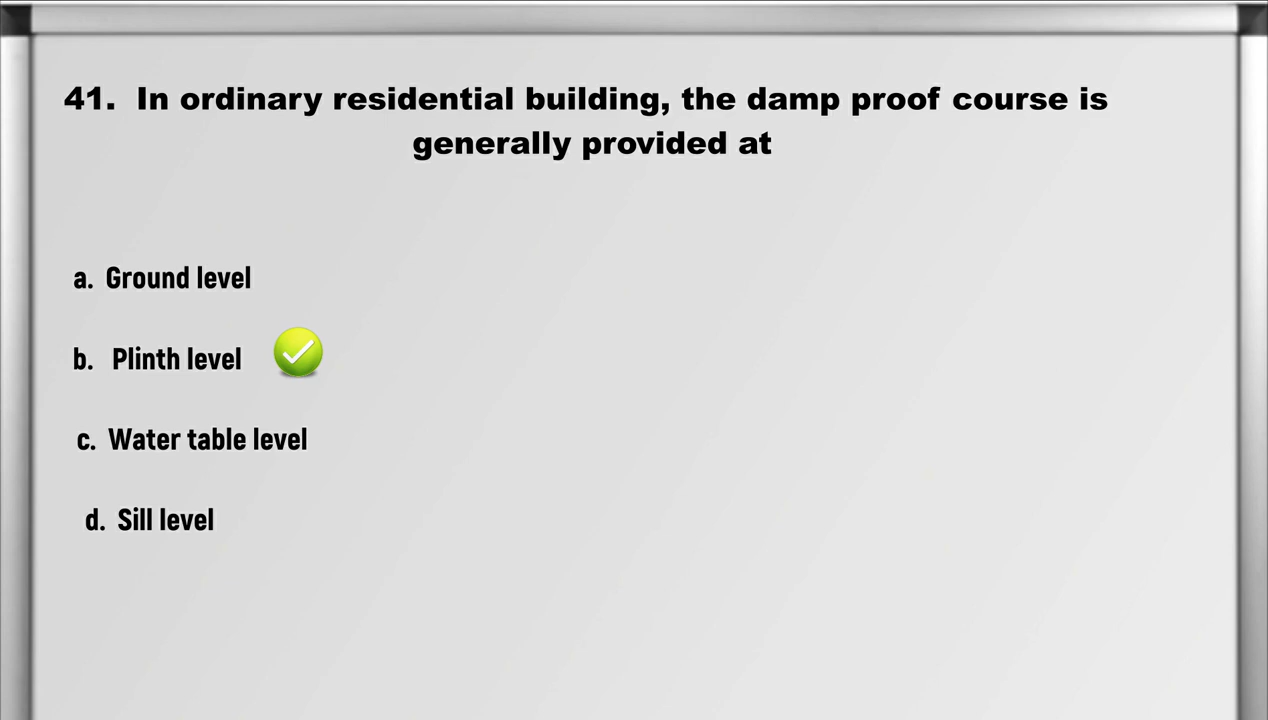 41. In ordinary residential building, the damp proof course is
generally provided at
a. Ground level
b. Plinth level
c. Water table level
d. Sill level